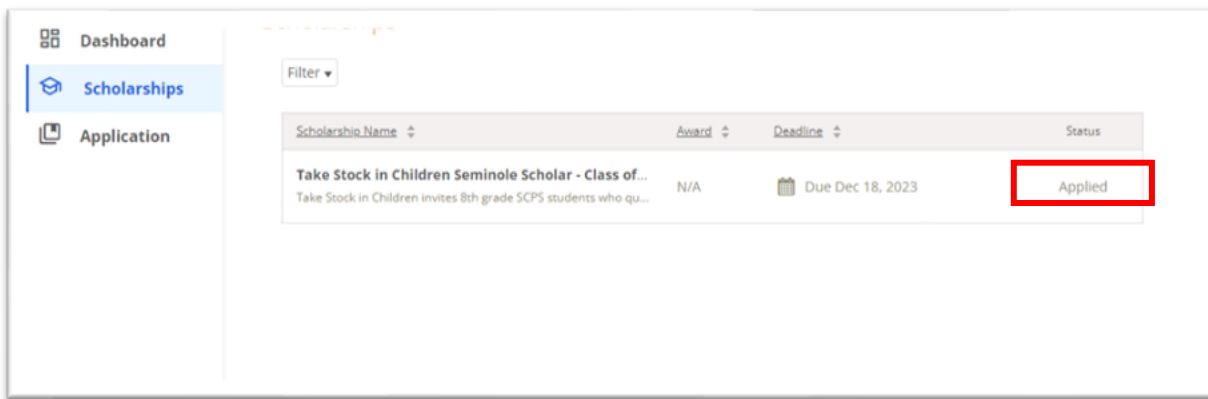 Dashboard
Scholarships
Application
Filter
Scholarship Name
Award
Deadline
Status
Take Stock in Children Seminole Scholar - Class of...
Take Stock in Children invites 8th grade SCPS students who qu...
N/A
Due Dec 18, 2023
Applied